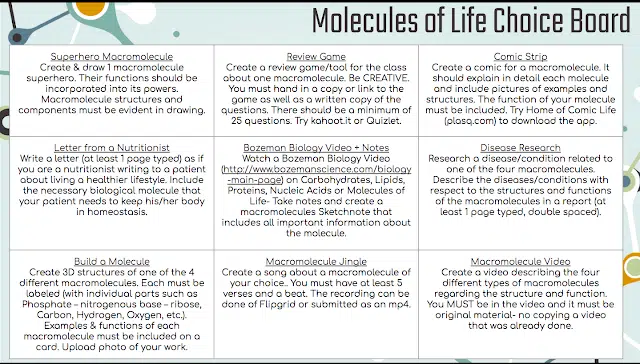 Molecules of Life Choice Board
Superhero Macromolecule
Create & draw 1 macromolecule
superhero. Their functions should be
incorporated into its powers.
Macromolecule structures and
components must be evident in drawing.
Review Game
Create a review game/tool for the class
about one macromolecule. Be CREATIVE.
You must hand in a copy or link to
the game as well as a written copy of the
questions. There should be a minimum of
25 questions. Try kahoot.it or Quizlet.
Comic Strip
Create a comic for a macromolecule. It
should explain in detail each molecule
and include pictures of examples and
structures. The function of your molecule
must be included. Try Home of Comic Life
(plasq.com) to download the app.
Letter from a Nutritionist
Write a letter (at least 1 page typed) as if
you are a nutritionist writing to a patient
about living a healthier lifestyle. Include
the necessary biological molecule that
your patient needs to keep his/her body
in homeostasis.
Bozeman Biology Video + Notes
Watch a Bozeman Biology Video
(http://www.bozemanscience.com/biology
-main-page) on Carbohydrates, Lipids,
Proteins, Nucleic Acids or Molecules of
Life- Take notes and create a
macromolecules Sketchnote that
includes all important information about
the molecule.
Disease Research
Research a disease/condition related to
one of the four macromolecules.
Describe the diseases/conditions with
respect to the structures and functions
of the macromolecules in a report (at
least 1 page typed, double spaced).
Build a Molecule
Create 3D structures of one of the 4
different macromolecules. Each must be
labeled (with individual parts such as
Phosphate – nitrogenous base – ribose,
Carbon, Hydrogen, Oxygen, etc.).
Examples & functions of each
macromolecule must be included on a
card. Upload photo of your work.
Macromolecule Jingle
Create a song about a macromolecule of
your choice.. You must have at least 5
verses and a beat. The recording can be
done of Flipgrid or submitted as an mp4.
Macromolecule Video
Create a video describing the four
different types of macromolecules
regarding the structure and function.
You MUST be in the video and it must be
original material- no copying a video
that was already done.